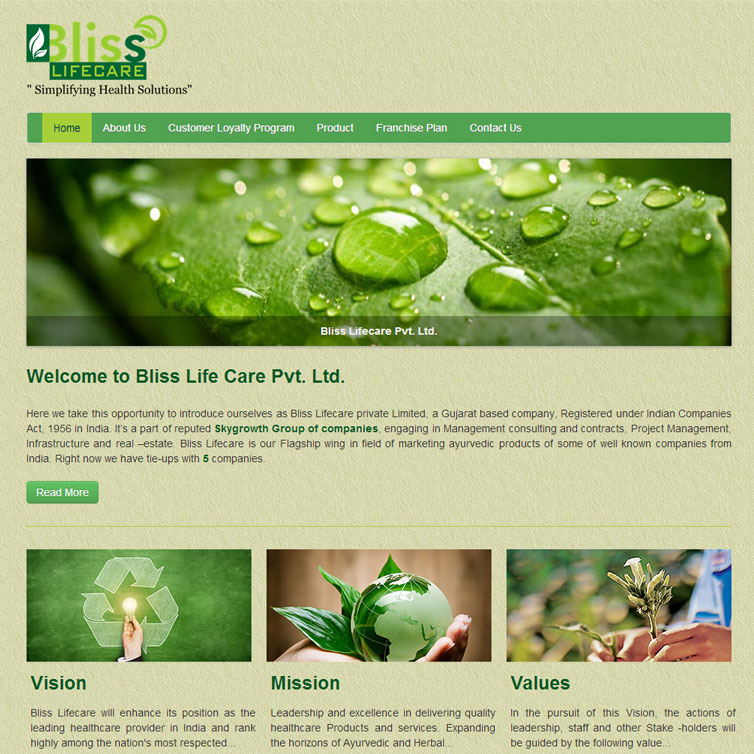 Bliss
LIFECARE
" Simplifying Health Solutions"
Home About Us Customer Loyalty Program Product Franchise Plan Contact Us
Bliss Lifecare Pvt. Ltd.
Welcome to Bliss Life Care Pvt. Ltd.
Here we take this opportunity to introduce ourselves as Bliss Lifecare private Limited, a Gujarat based company, Registered under Indian Companies
Act, 1956 in India. It's a part of reputed Skygrowth Group of companies, engaging in Management consulting and contracts, Project Management,
Infrastructure and real –estate. Bliss Lifecare is our Flagship wing in field of marketing ayurvedic products of some of well known companies from
India. Right now we have tie-ups with 5 companies.
Read More
Vision
Bliss Lifecare will enhance its position as the
leading healthcare provider in India and rank
highly among the nation's most respected...
Mission
Leadership and excellence in delivering quality
healthcare Products and services. Expanding
the horizons of Ayurvedic and Herbal...
Values
In the pursuit of this Vision, the actions of
leadership, staff and other Stake -holders will
be guided by the following value...